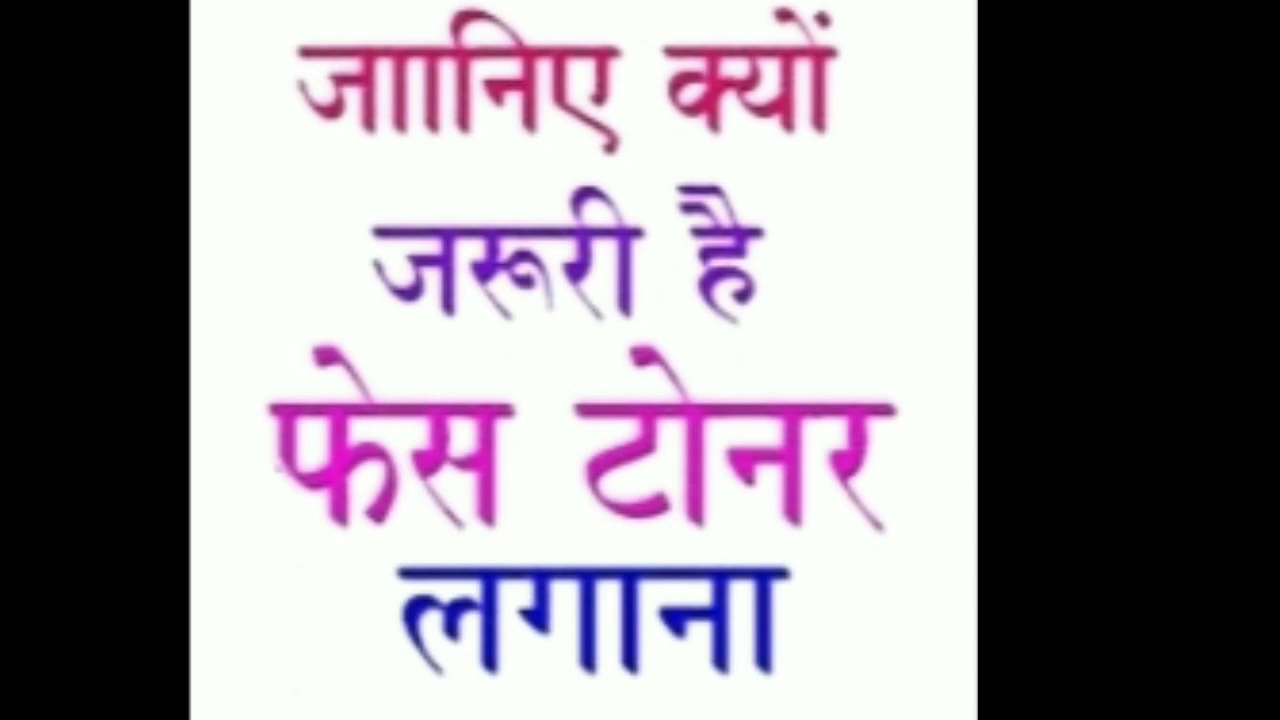 जाानिए क्यों
जरूरी है
फेस टोनर
लगाना